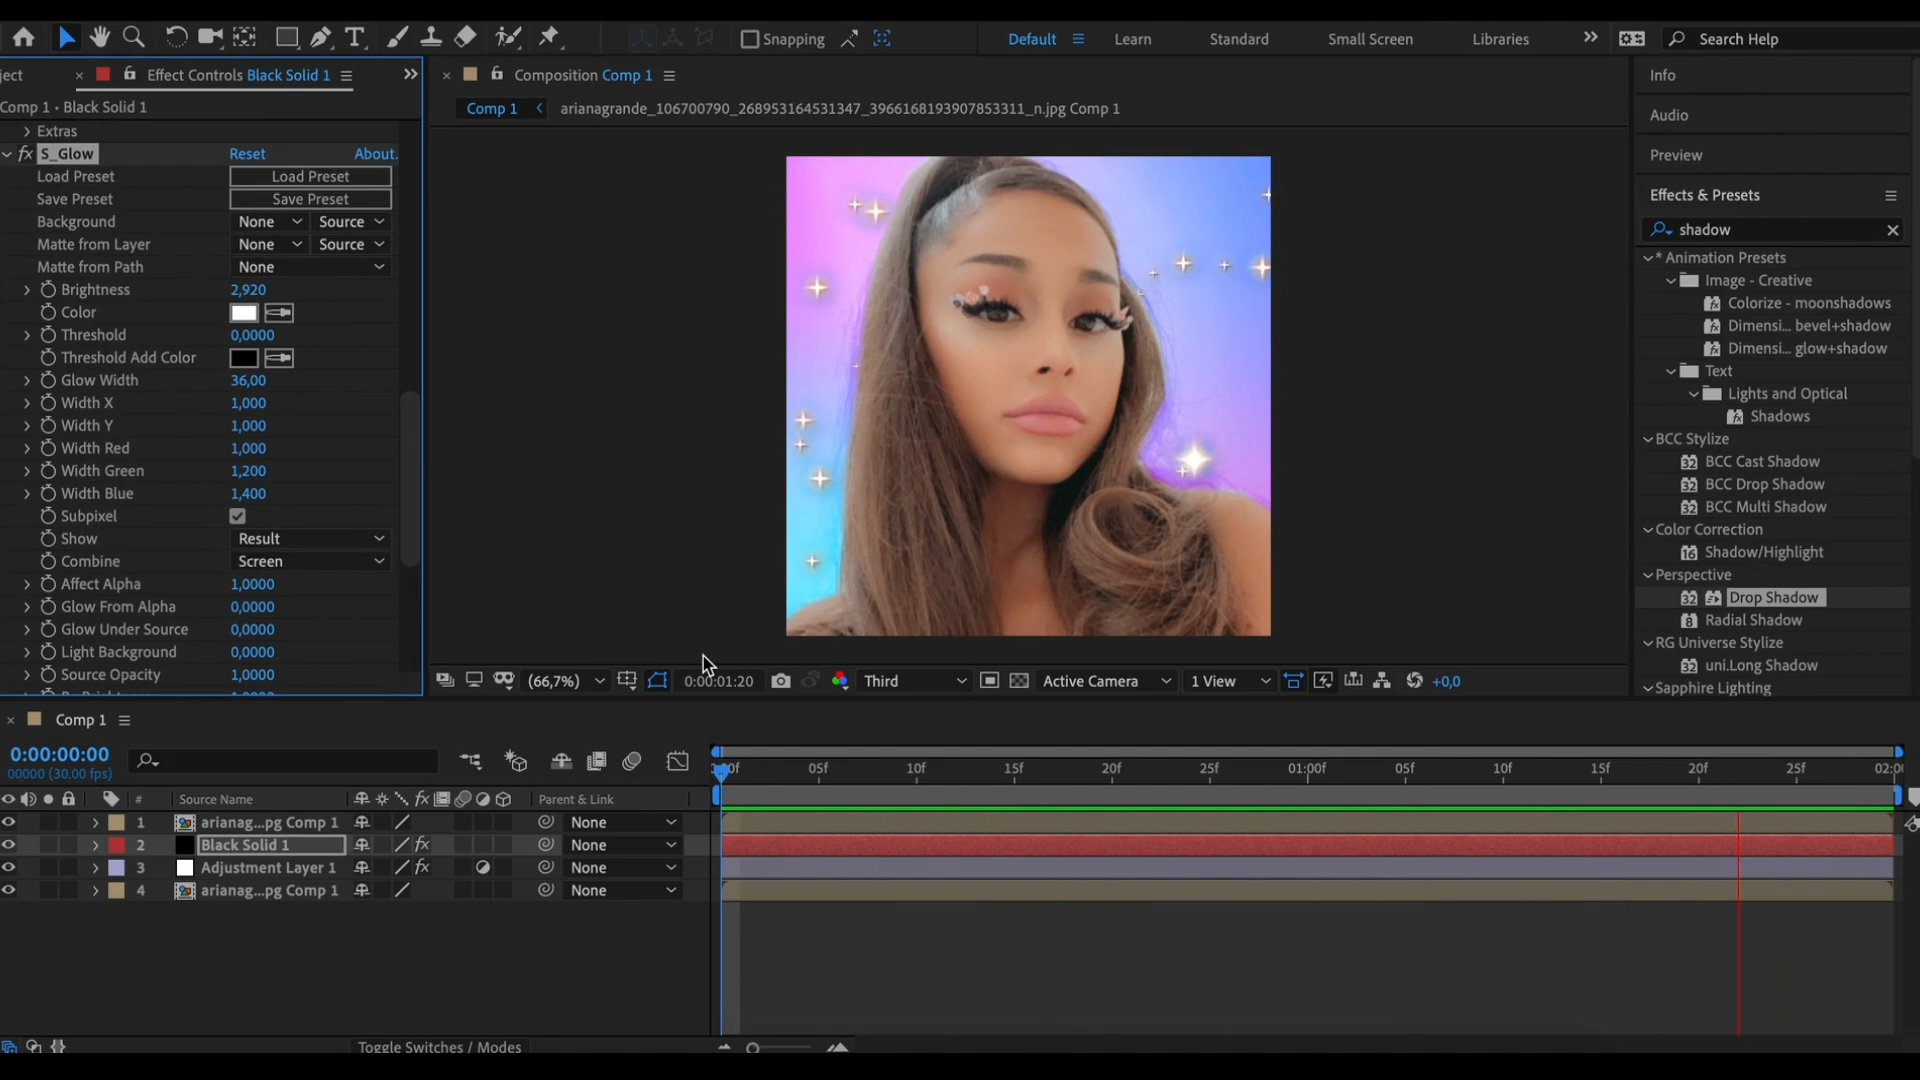 Snapping
Default
Learn
Standard
Small Screen
Libraries
Search Help
ject
Effect Controls Black Solid 1
Composition Comp 1
Info
Comp 1 • Black Solid 1
Comp 1
arianagrande_106700790_268953164531347_3966168193907853311_n.jpg Comp 1
Audio
Extras
S_Glow Reset About.
Preview
Load Preset Load Preset
Save Preset Save Preset
Effects & Presets
Background None Source
shadow
Matte from Layer None Source
* Animation Presets
Matte from Path None
Image - Creative
Brightness 2,920
Colorize - moonshadows
Color
Dimensi... bevel+shadow
Threshold 0,0000
Dimensi... glow+shadow
Threshold Add Color
Text
Glow Width 36,00
Lights and Optical
Width X 1,000
Shadows
Width Y 1,000
BCC Stylize
Width Red 1,000
BCC Cast Shadow
Width Green 1,200
BCC Drop Shadow
Width Blue 1,400
BCC Multi Shadow
Subpixel
Color Correction
Show Result
Shadow/Highlight
Combine Screen
Perspective
Affect Alpha 1,0000
Drop Shadow
Glow From Alpha 0,0000
Radial Shadow
Glow Under Source 0,0000
RG Universe Stylize
Light Background 0,0000
uni.Long Shadow
Source Opacity 1,0000
Sapphire Lighting
(66,7%) 0:00:01:20 Third Active Camera 1 View +0,0
Comp 1
0:00:00:00
00000 (30.00 fps)
05f 10f 15f 20f 25f 01:00f 05f 10f 15f 20f 25f
# Source Name fx Parent & Link
1 arianag...pg Comp 1 None
2 Black Solid 1 fx None
3 Adjustment Layer 1 fx None
4 arianag...pg Comp 1 None
Toggle Switches / Modes